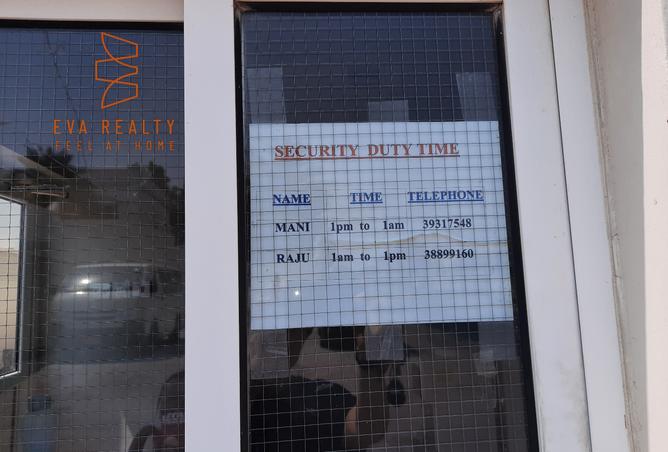 EVA REALTY
FEEL AT HOME
SECURITY DUTY TIME
NAME TIME TELEPHONE
MANI 1pm to 1am 39317548
RAJU 1am to 1pm 38899160